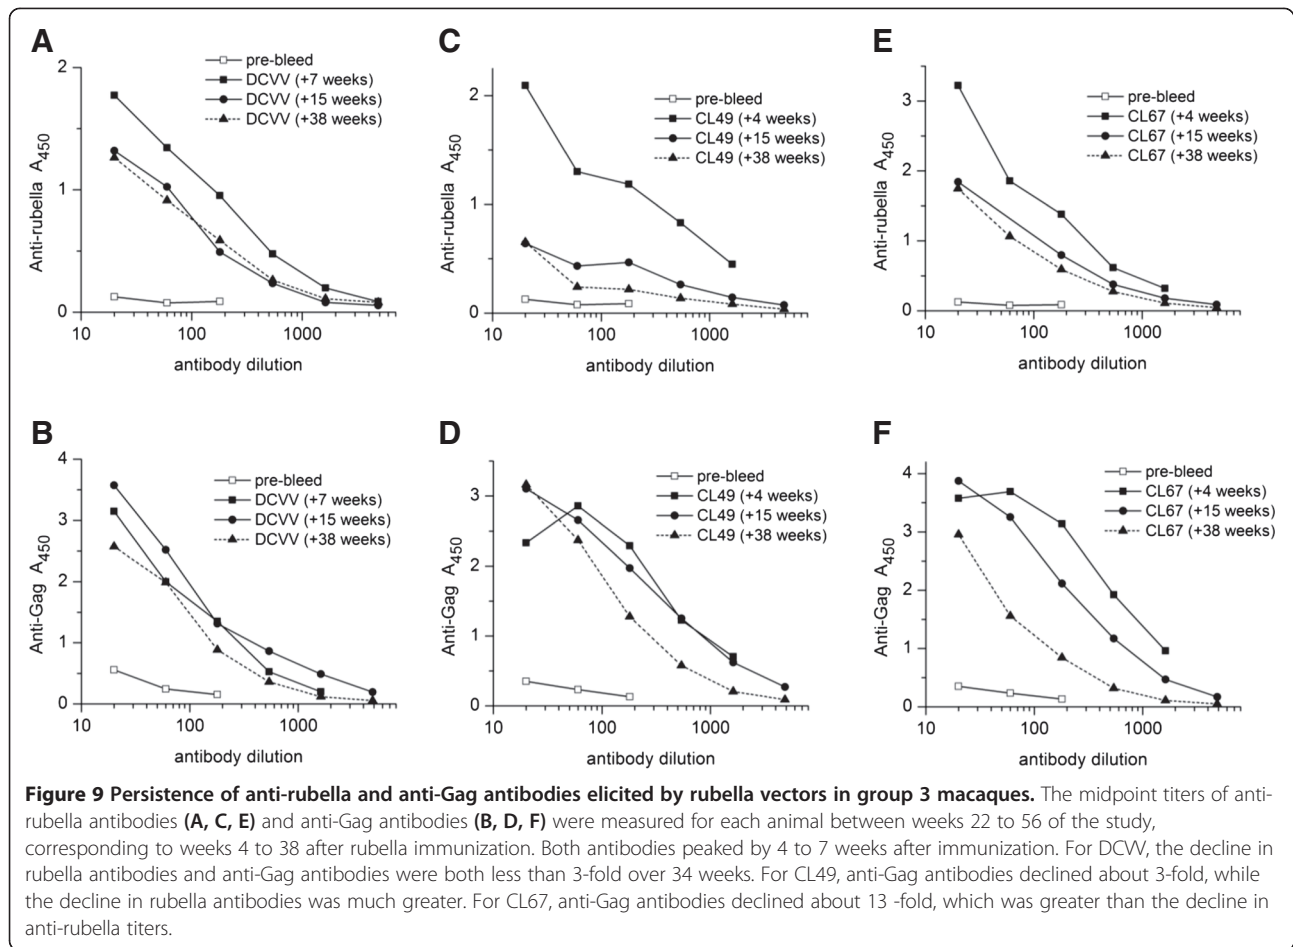 A
2
1
0
10
100
1000
Anti-rubella A450
antibody dilution
pre-bleed
DCVV (+7 weeks)
DCVV (+15 weeks)
DCVV (+38 weeks)
C
2
1
0
10
100
1000
Anti-rubella A450
antibody dilution
pre-bleed
CL49 (+4 weeks)
CL49 (+15 weeks)
CL49 (+38 weeks)
E
3
2
1
0
10
100
1000
Anti-rubella A450
antibody dilution
pre-bleed
CL67 (+4 weeks)
CL67 (+15 weeks)
CL67 (+38 weeks)
B
4
3
2
1
0
10
100
1000
Anti-Gag A450
antibody dilution
pre-bleed
DCVV (+7 weeks)
DCVV (+15 weeks)
DCVV (+38 weeks)
D
3
2
1
0
10
100
1000
Anti-Gag A450
antibody dilution
pre-bleed
CL49 (+4 weeks)
CL49 (+15 weeks)
CL49 (+38 weeks)
F
4
3
2
1
0
10
100
1000
Anti-Gag A450
antibody dilution
pre-bleed
CL67 (+4 weeks)
CL67 (+15 weeks)
CL67 (+38 weeks)
Figure 9 Persistence of anti-rubella and anti-Gag antibodies elicited by rubella vectors in group 3 macaques. The midpoint titers of anti-
rubella antibodies (A, C, E) and anti-Gag antibodies (B, D, F) were measured for each animal between weeks 22 to 56 of the study,
corresponding to weeks 4 to 38 after rubella immunization. Both antibodies peaked by 4 to 7 weeks after immunization. For DCVV, the decline in
rubella antibodies and anti-Gag antibodies were both less than 3-fold over 34 weeks. For CL49, anti-Gag antibodies declined about 3-fold, while
the decline in rubella antibodies was much greater. For CL67, anti-Gag antibodies declined about 13 -fold, which was greater than the decline in
anti-rubella titers.